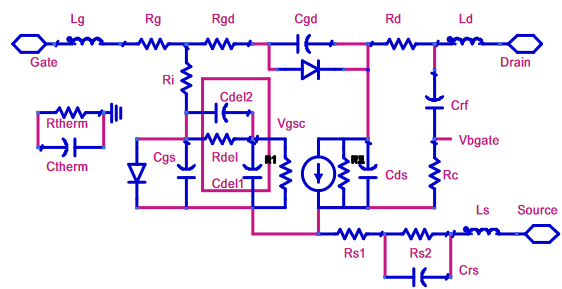 Lg Rg Rgd Cgd Rd Ld
Gate Drain
Ri
Cdel2 Crf
Rtherm Vgsc
Vbgate
Ctherm Cgs Rdel R1 R2
Cdel1 Cds Rc
Ls Source
Rs1 Rs2
Crs